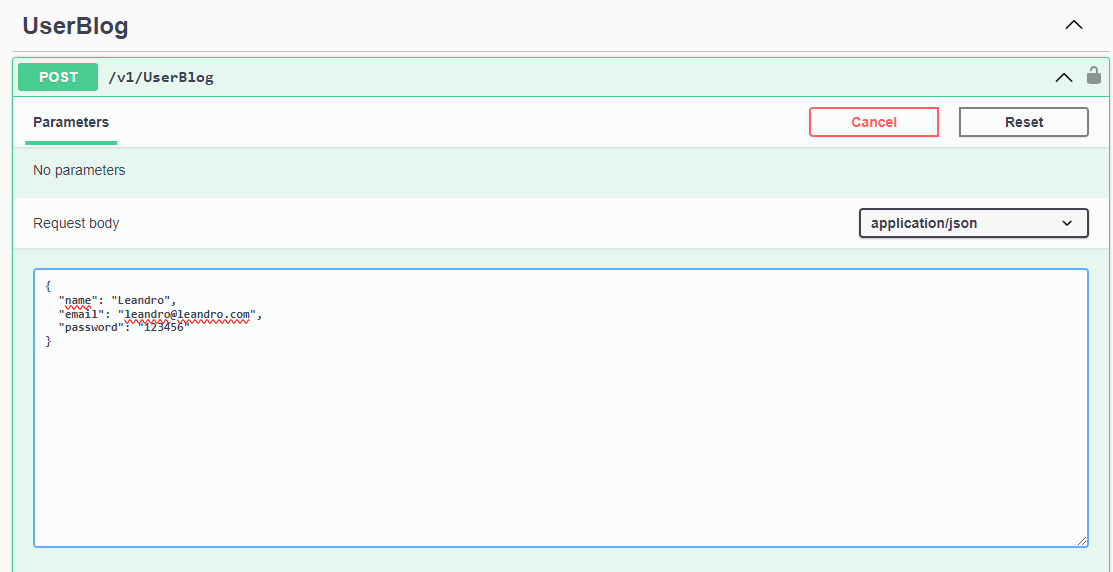 UserBlog
POST /v1/UserBlog
Parameters Cancel Reset
No parameters
Request body application/json
{
  "name": "Leandro",
  "email": "leandro@leandro.com",
  "password": "123456"
}